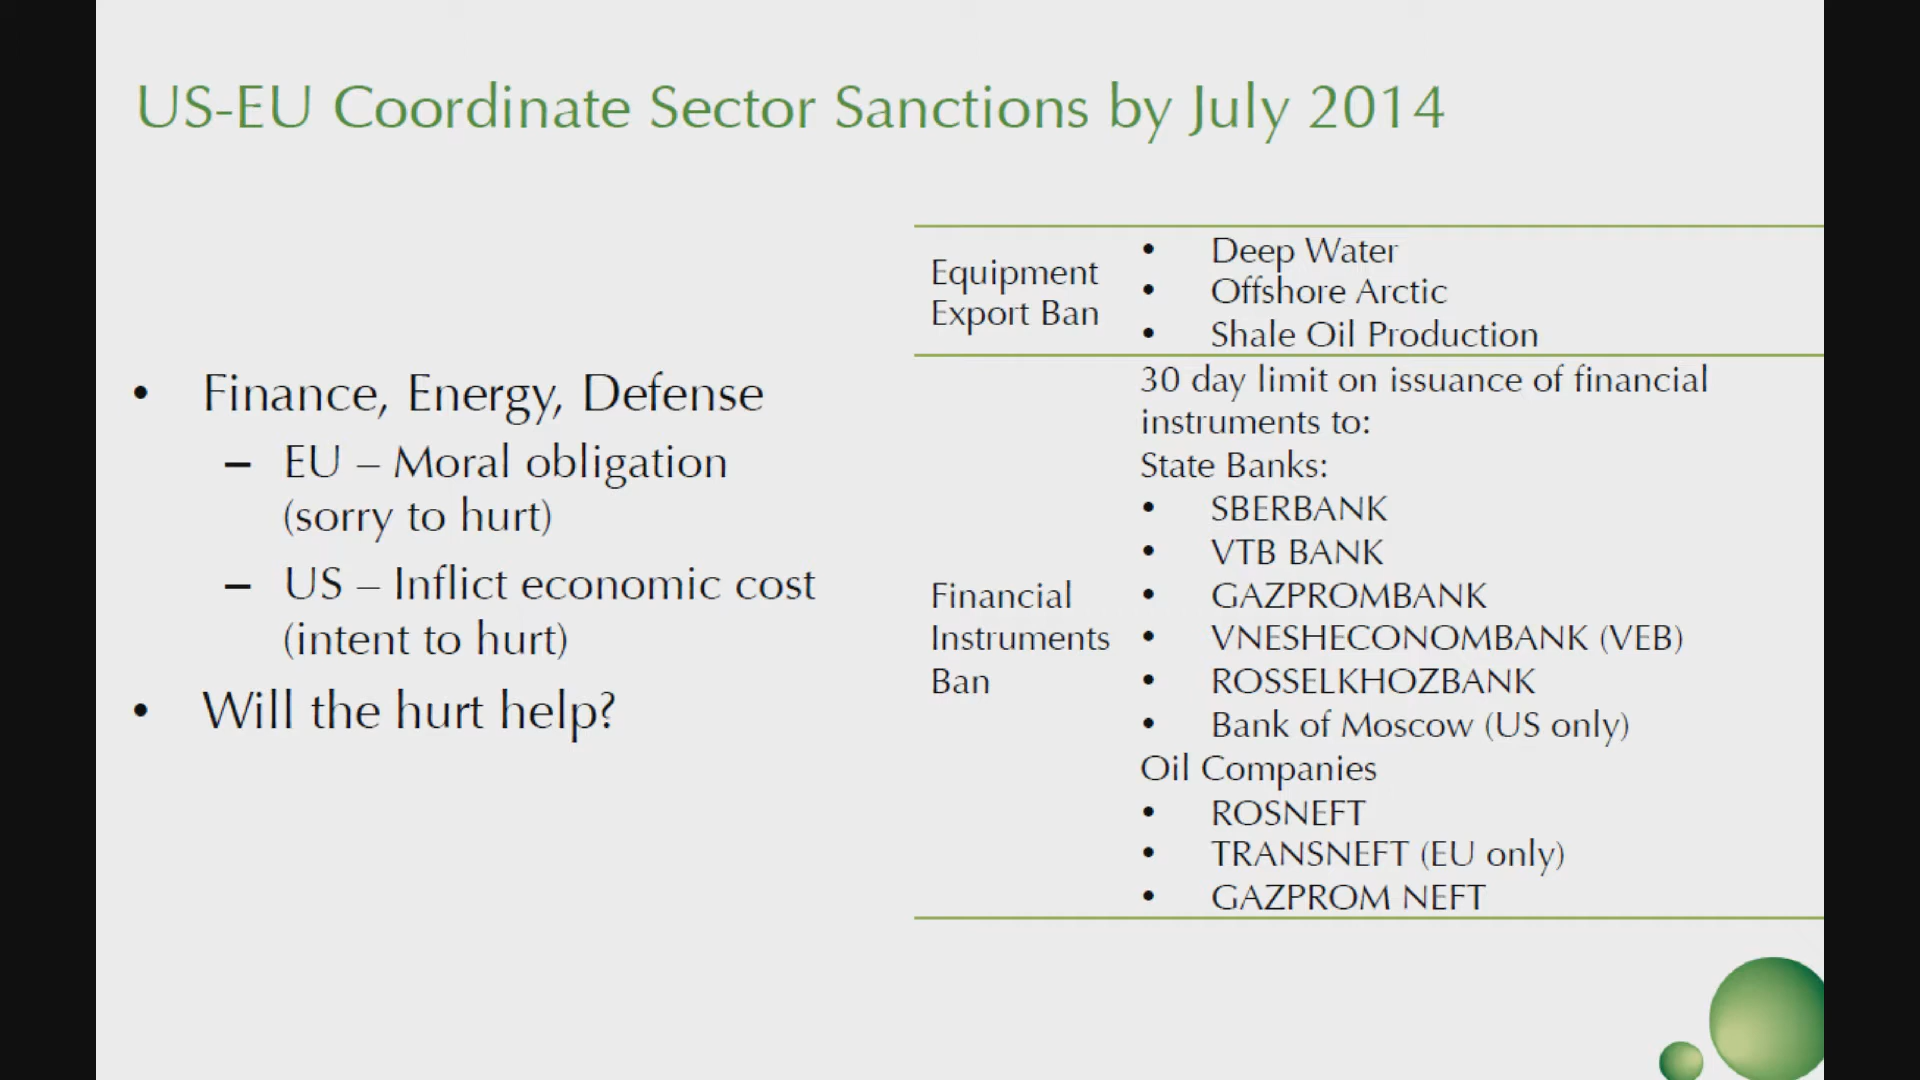 US-EU Coordinate Sector Sanctions by July 2014
• Finance, Energy, Defense
– EU – Moral obligation
(sorry to hurt)
– US – Inflict economic cost
(intent to hurt)
• Will the hurt help?
Equipment
Export Ban
• Deep Water
• Offshore Arctic
• Shale Oil Production
Financial
Instruments
Ban
30 day limit on issuance of financial
instruments to:
State Banks:
• SBERBANK
• VTB BANK
• GAZPROMBANK
• VNESHECONOMBANK (VEB)
• ROSSELKHOZBANK
• Bank of Moscow (US only)
Oil Companies
• ROSNEFT
• TRANSNEFT (EU only)
• GAZPROM NEFT